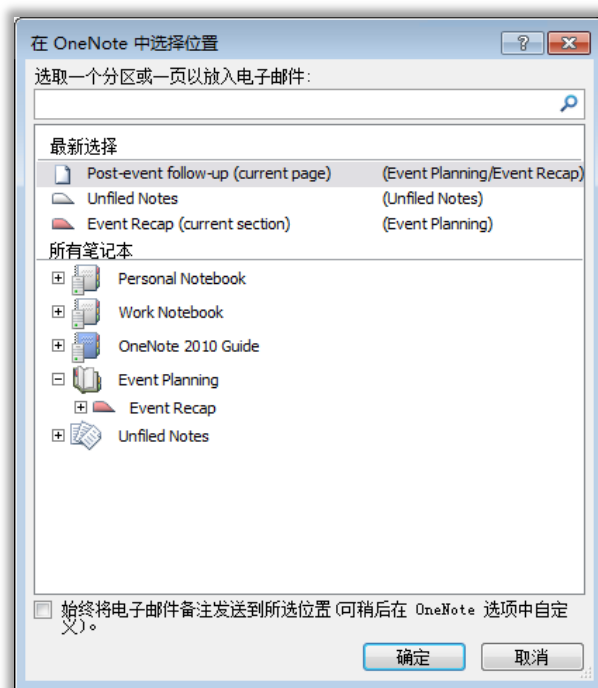 在 OneNote 中选择位置
选取一个分区或一页以放入电子邮件:
最新选择
Post-event follow-up (current page) (Event Planning/Event Recap)
Unfiled Notes (Unfiled Notes)
Event Recap (current section) (Event Planning)
所有笔记本
Personal Notebook
Work Notebook
OneNote 2010 Guide
Event Planning
Event Recap
Unfiled Notes
始终将电子邮件备注发送到所选位置(可稍后在 OneNote 选项中自定
义)。
确定 取消